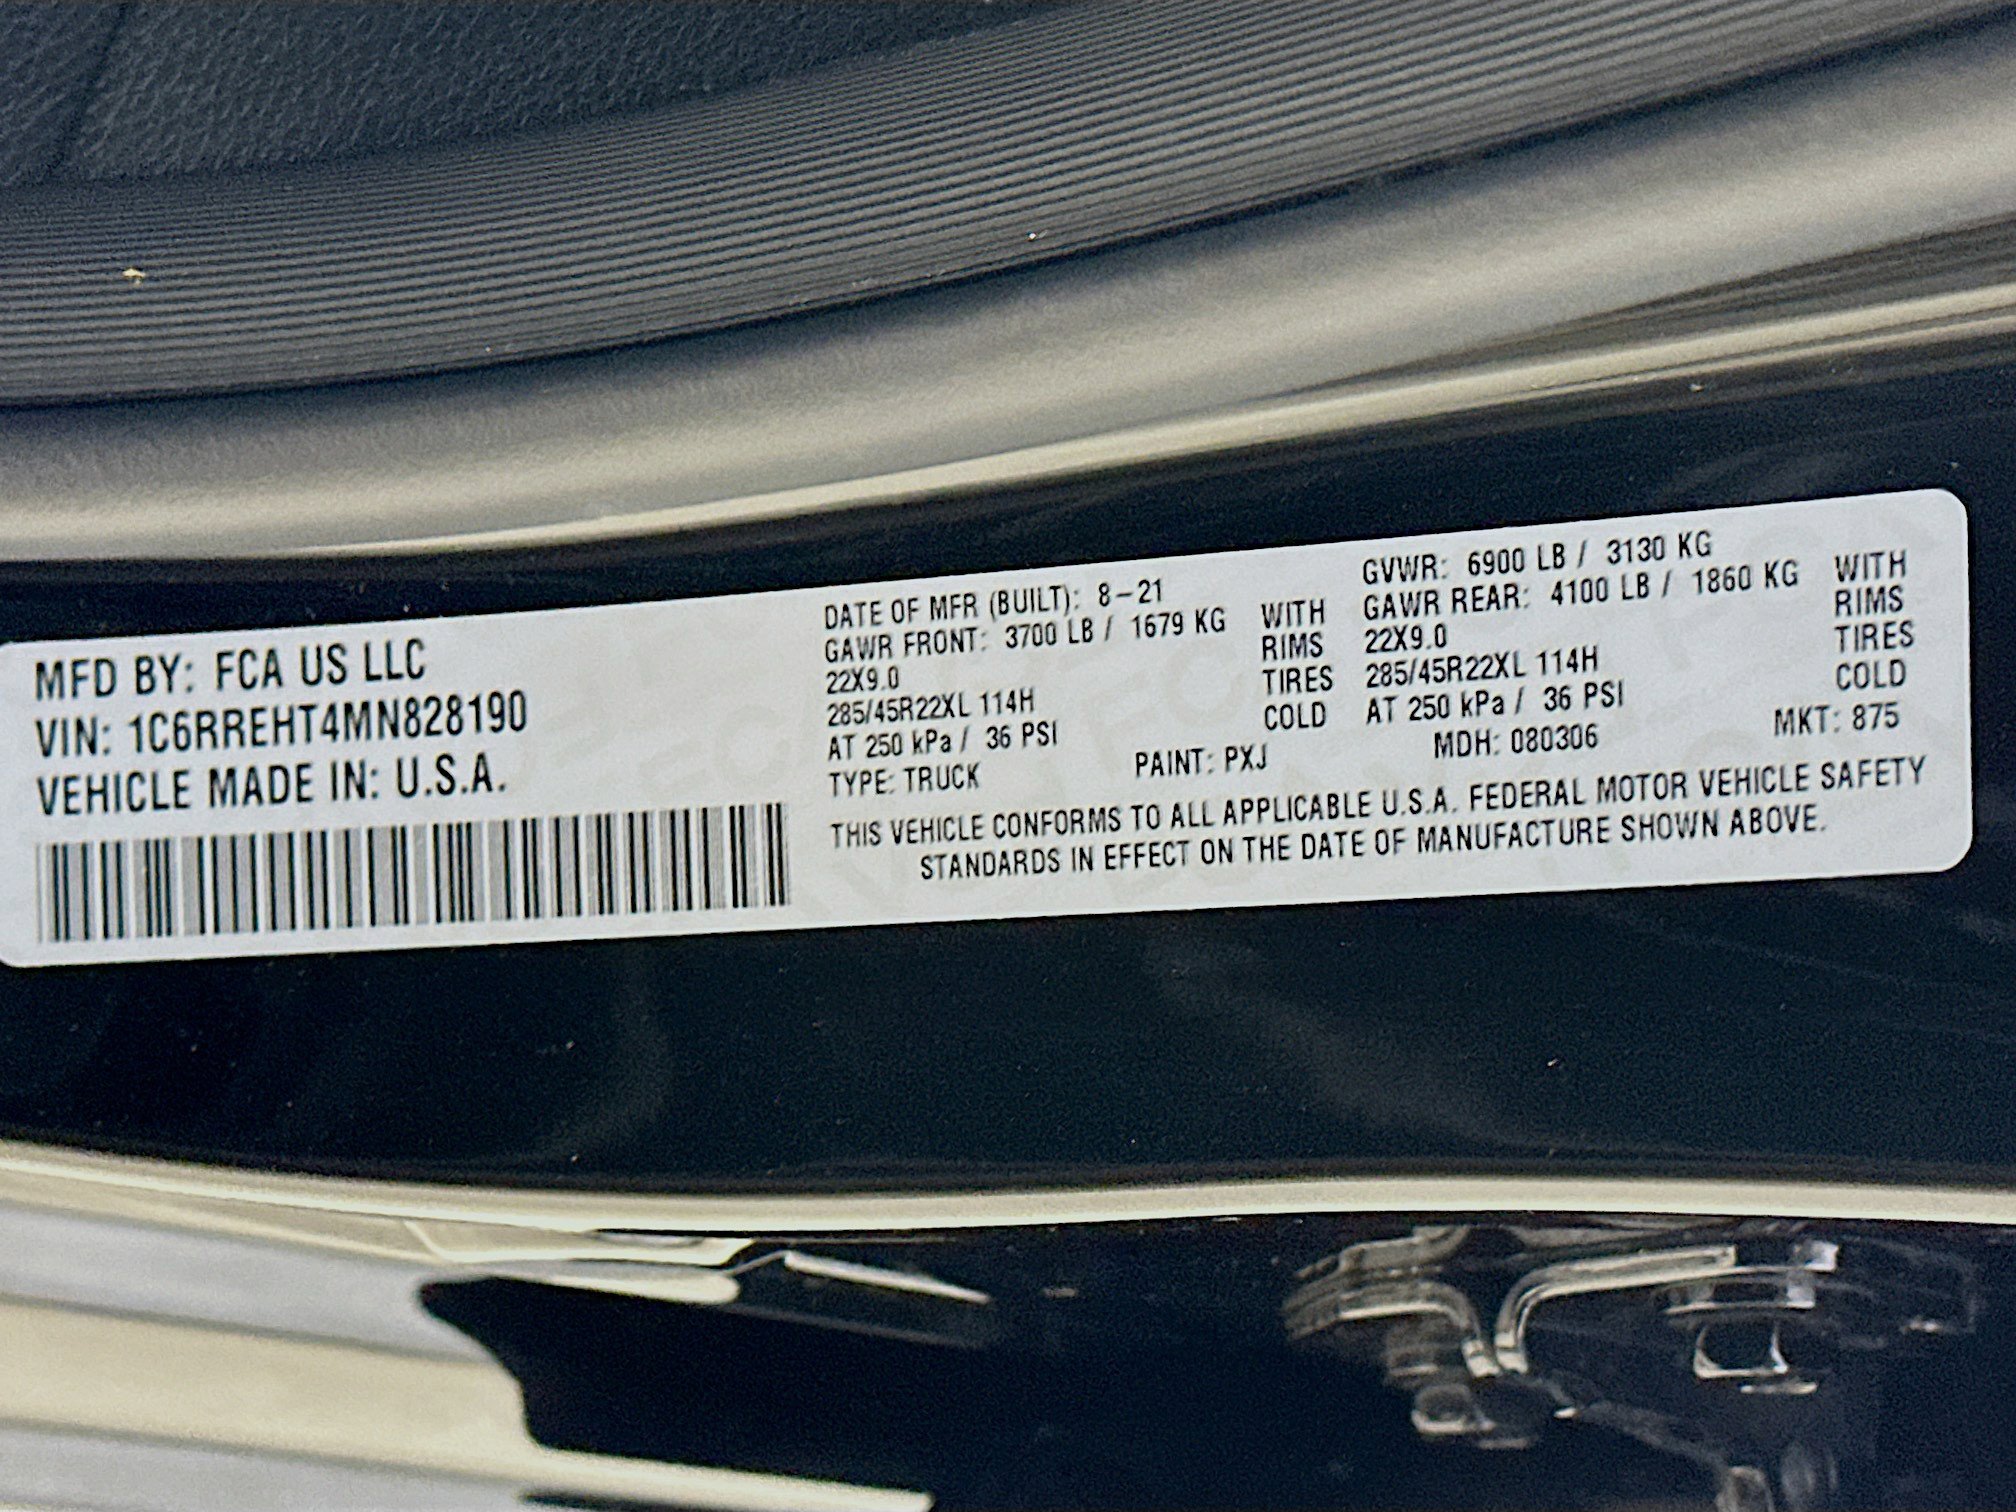 MFD BY: FCA US LLC
VIN: 1C6RREHT4MN828190
VEHICLE MADE IN: U.S.A.
DATE OF MFR (BUILT): 8-21
GAWR FRONT: 3700 LB / 1679 KG WITH
22X9.0 RIMS
285/45R22XL 114H TIRES
AT 250 kPa / 36 PSI COLD
GVWR: 6900 LB / 3130 KG
GAWR REAR: 4100 LB / 1860 KG WITH
22X9.0 RIMS
285/45R22XL 114H TIRES
AT 250 kPa / 36 PSI COLD
TYPE: TRUCK PAINT: PXJ MDH: 080306 MKT: 875
THIS VEHICLE CONFORMS TO ALL APPLICABLE U.S.A. FEDERAL MOTOR VEHICLE SAFETY
STANDARDS IN EFFECT ON THE DATE OF MANUFACTURE SHOWN ABOVE.